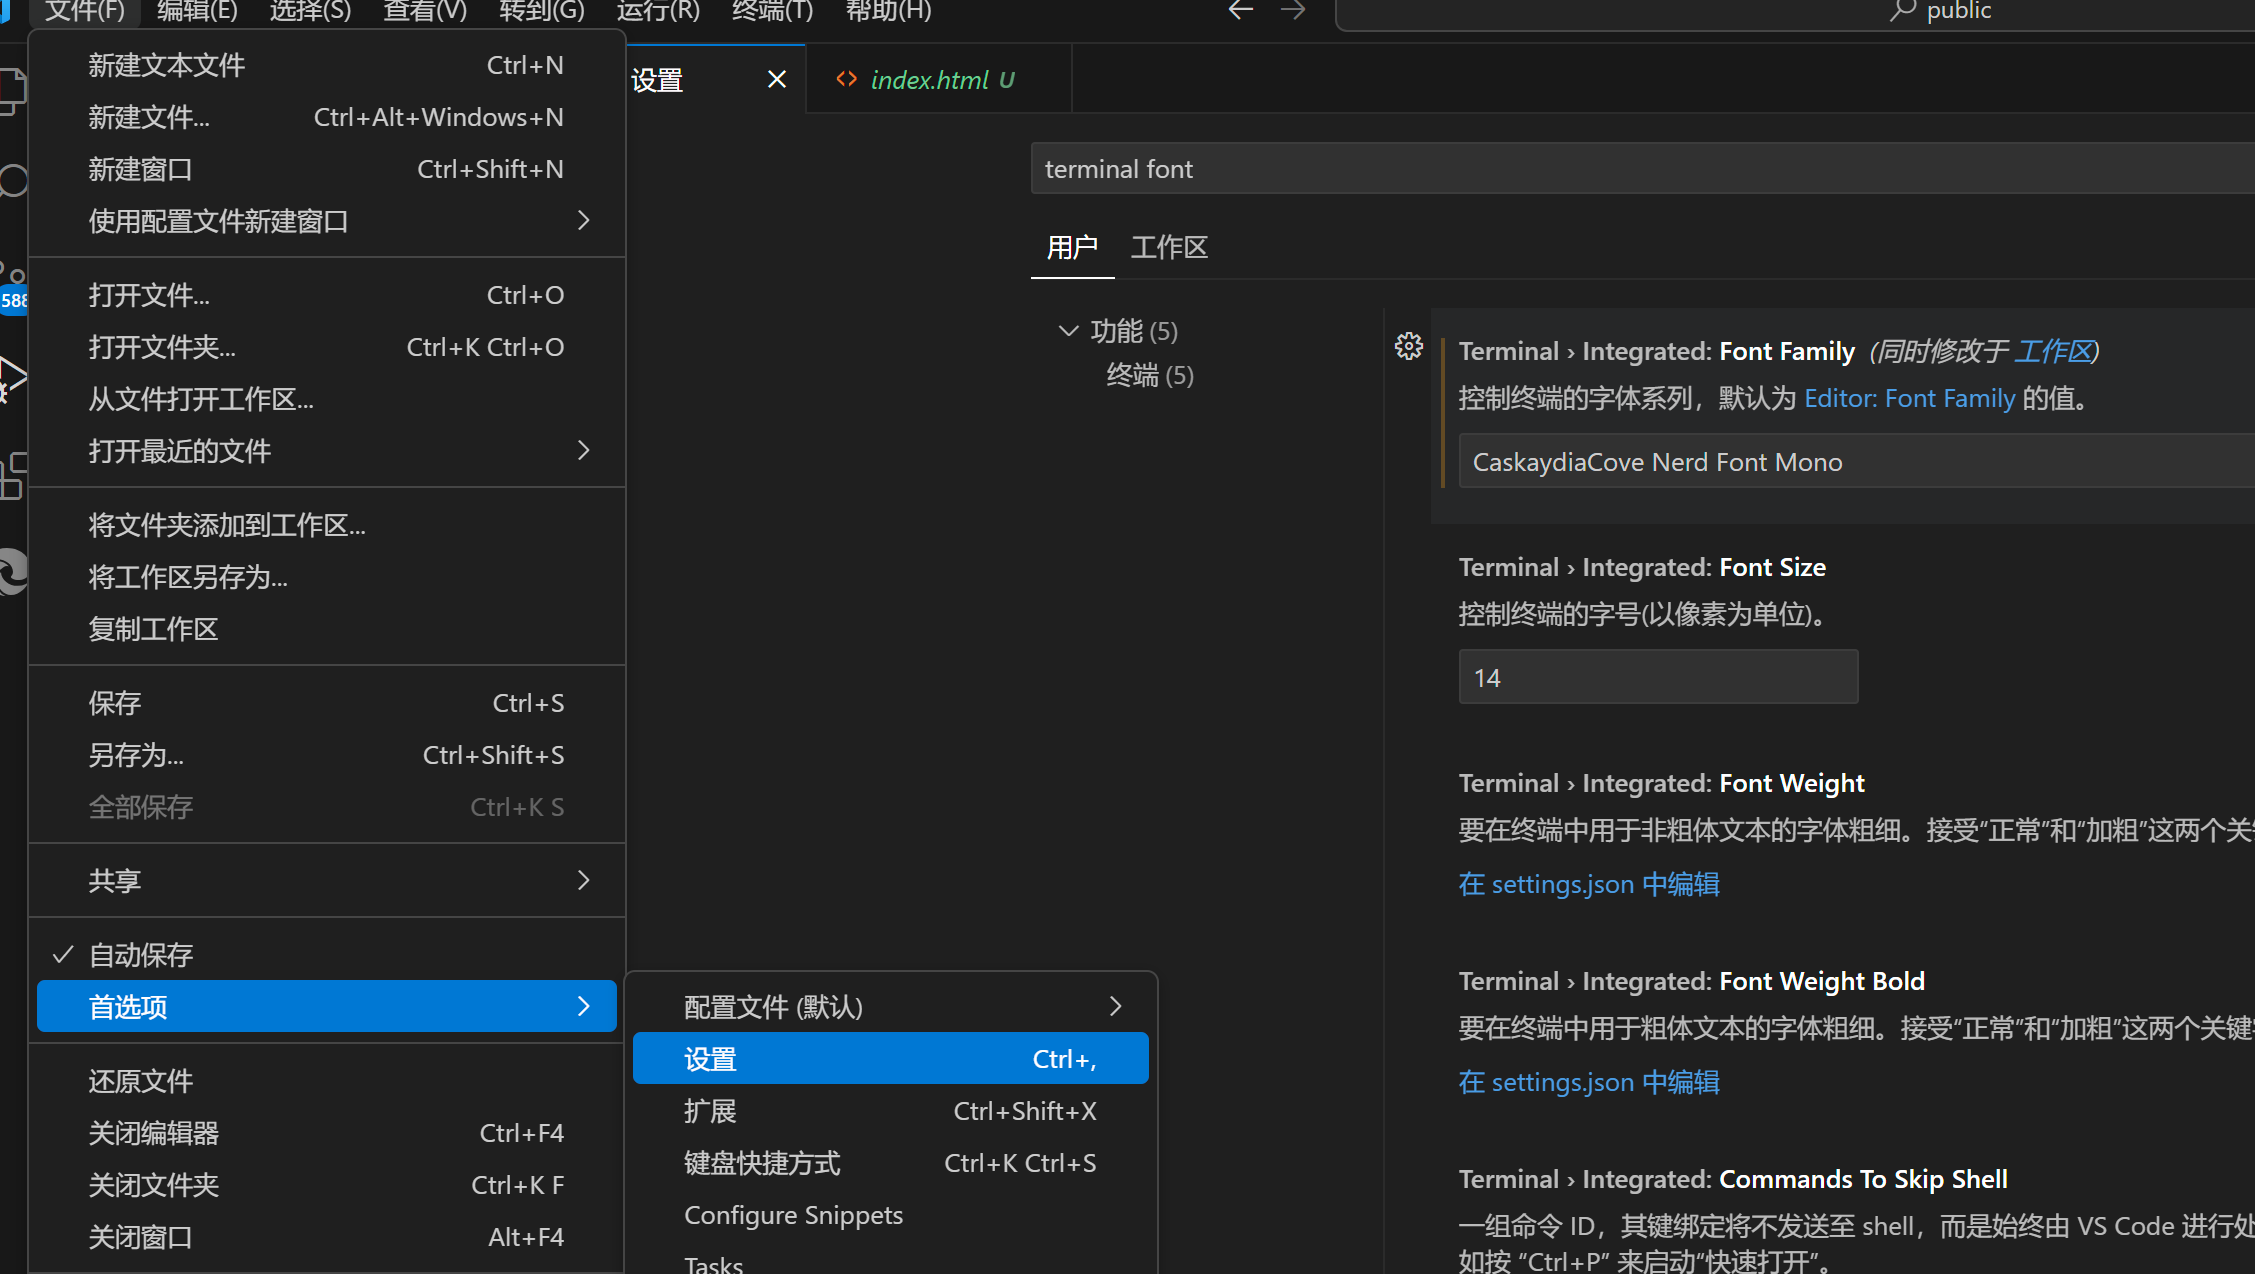 文件(F) 编辑(E) 选择(S) 查看(V) 转到(G) 运行(R) 终端(T) 帮助(H) public
新建文本文件 Ctrl+N
新建文件... Ctrl+Alt+Windows+N
新建窗口 Ctrl+Shift+N
使用配置文件新建窗口
打开文件... Ctrl+O
打开文件夹... Ctrl+K Ctrl+O
从文件打开工作区...
打开最近的文件
将文件夹添加到工作区...
将工作区另存为...
复制工作区
保存 Ctrl+S
另存为... Ctrl+Shift+S
全部保存 Ctrl+K S
共享
自动保存
首选项
还原文件
关闭编辑器 Ctrl+F4
关闭文件夹 Ctrl+K F
关闭窗口 Alt+F4
588
配置文件 (默认)
设置 Ctrl+,
扩展 Ctrl+Shift+X
键盘快捷方式 Ctrl+K Ctrl+S
Configure Snippets
Tasks
设置
index.html U
terminal font
用户 工作区
功能 (5)
终端 (5)
Terminal › Integrated: Font Family (同时修改于 工作区)
控制终端的字体系列，默认为 Editor: Font Family 的值。
CaskaydiaCove Nerd Font Mono
Terminal › Integrated: Font Size
控制终端的字号(以像素为单位)。
14
Terminal › Integrated: Font Weight
要在终端中用于非粗体文本的字体粗细。接受“正常”和“加粗”这两个关
在 settings.json 中编辑
Terminal › Integrated: Font Weight Bold
要在终端中用于粗体文本的字体粗细。接受“正常”和“加粗”这两个关键
在 settings.json 中编辑
Terminal › Integrated: Commands To Skip Shell
一组命令 ID，其键绑定将不发送至 shell，而是始终由 VS Code 进行处
如按 “Ctrl+P” 来启动“快速打开”。